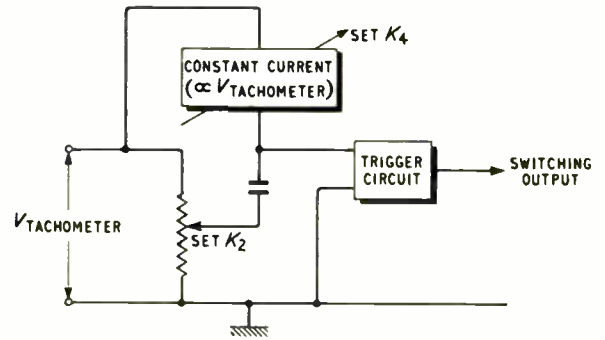 SET K4
CONSTANT CURRENT
(∝ VTACHOMETER)
TRIGGER
CIRCUIT
SWITCHING
OUTPUT
VTACHOMETER
SET K2